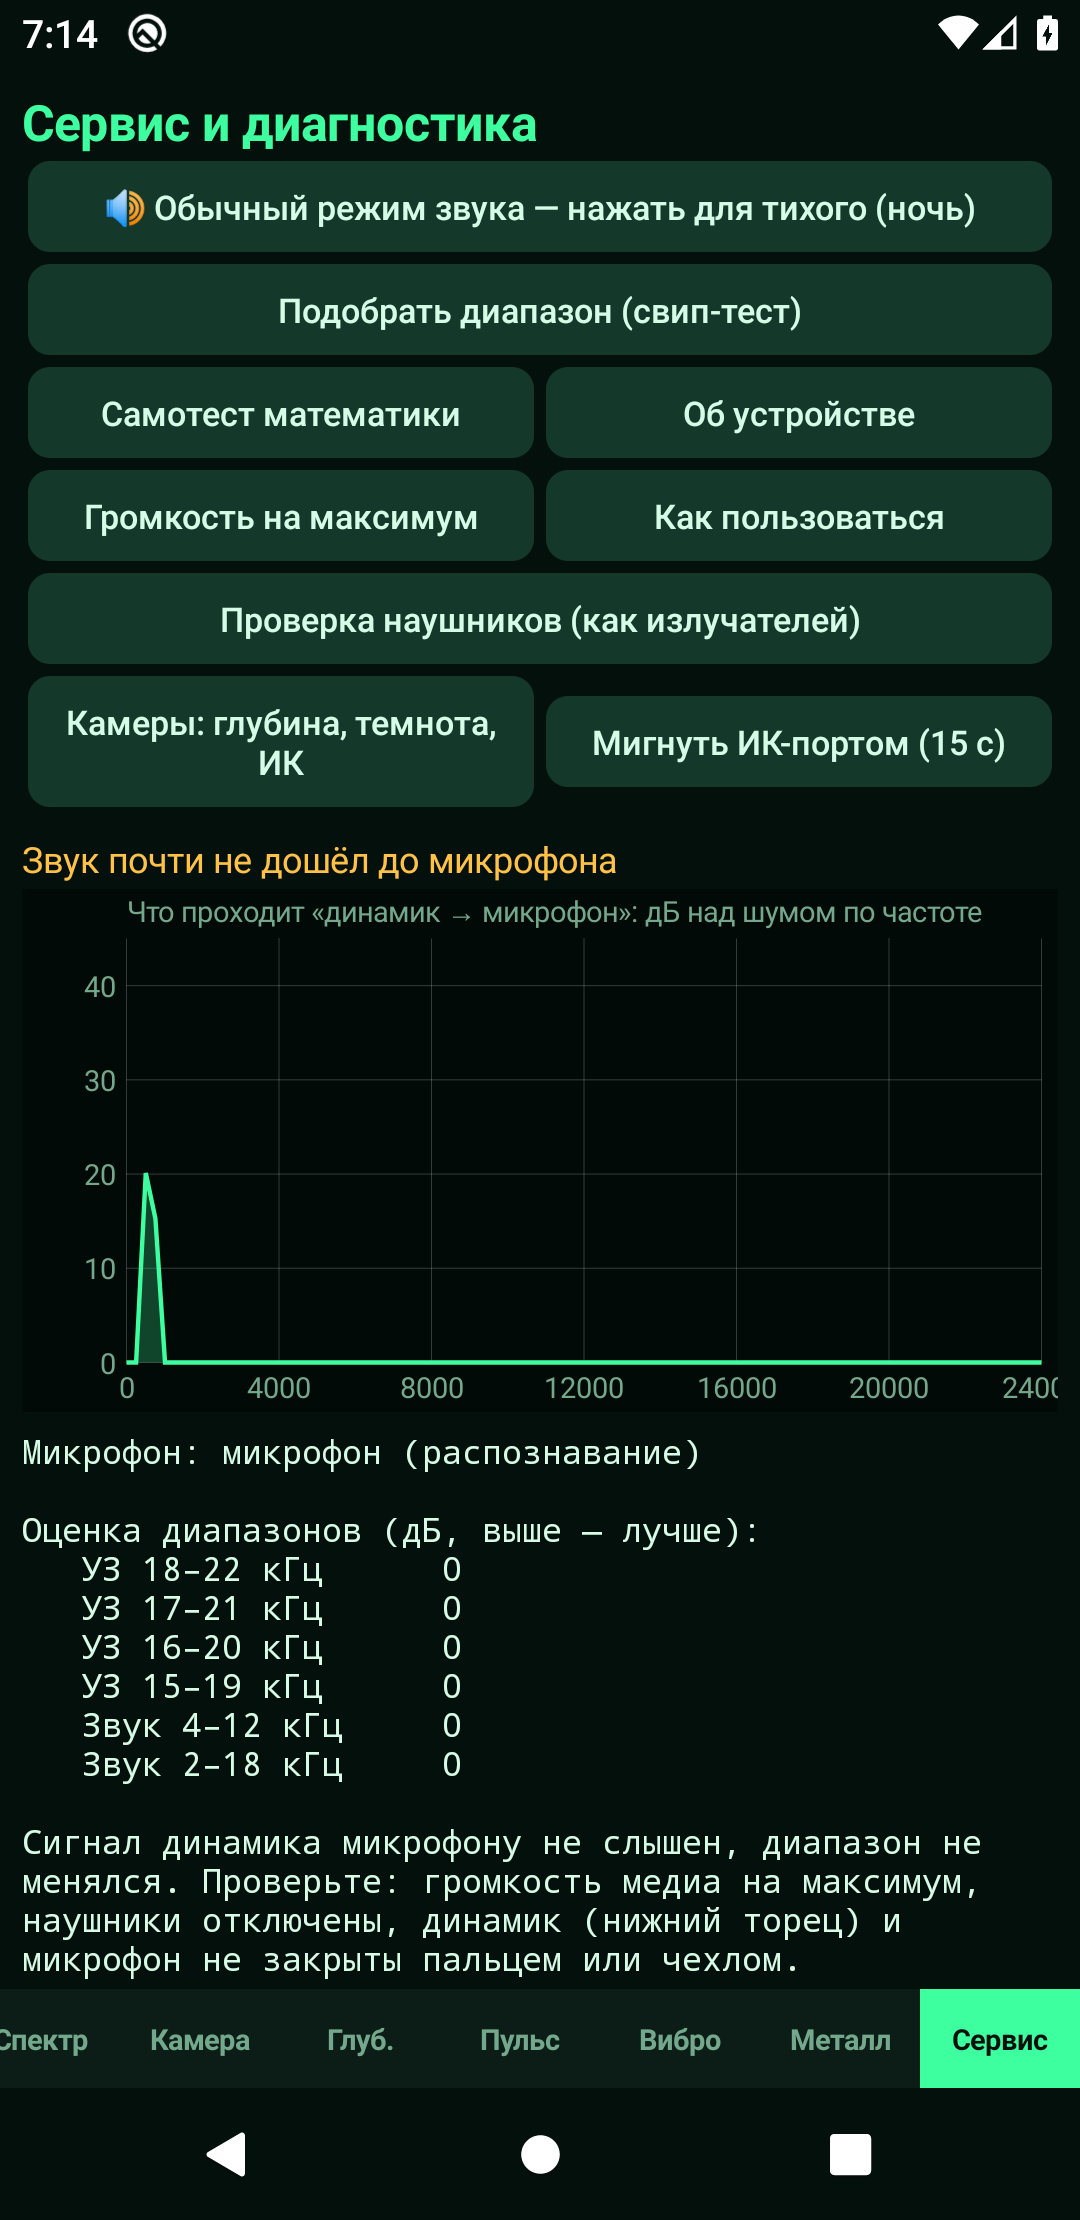 7:14
Сервис и диагностика
Обычный режим звука — нажать для тихого (ночь)
Подобрать диапазон (свип-тест)
Самотест математики
Об устройстве
Громкость на максимум
Как пользоваться
Проверка наушников (как излучателей)
Камеры: глубина, темнота,
ИК
Мигнуть ИК-портом (15 с)
Звук почти не дошёл до микрофона
Что проходит «динамик → микрофон»: дБ над шумом по частоте
40
30
20
10
0
0 4000 8000 12000 16000 20000 2400
Микрофон: микрофон (распознавание)
Оценка диапазонов (дБ, выше — лучше):
УЗ 18–22 кГц 0
УЗ 17–21 кГц 0
УЗ 16–20 кГц 0
УЗ 15–19 кГц 0
Звук 4–12 кГц 0
Звук 2–18 кГц 0
Сигнал динамика микрофону не слышен, диапазон не
менялся. Проверьте: громкость медиа на максимум,
наушники отключены, динамик (нижний торец) и
микрофон не закрыты пальцем или чехлом.
Спектр Камера Глуб. Пульс Вибро Металл Сервис